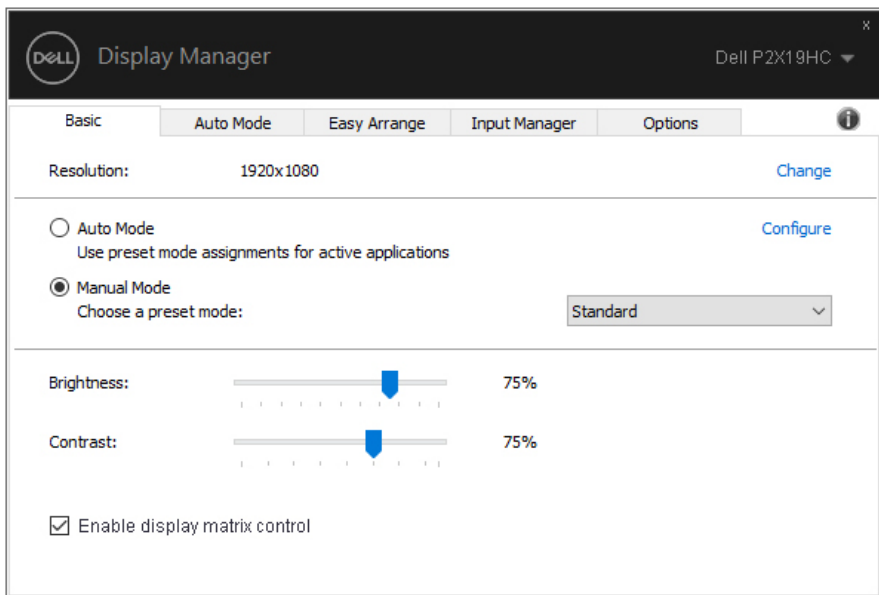 x
DELL Display Manager Dell P2X19HC
Basic Auto Mode Easy Arrange Input Manager Options i
Resolution: 1920x1080 Change
Auto Mode Configure
Use preset mode assignments for active applications
Manual Mode
Choose a preset mode: Standard
Brightness: 75%
Contrast: 75%
Enable display matrix control